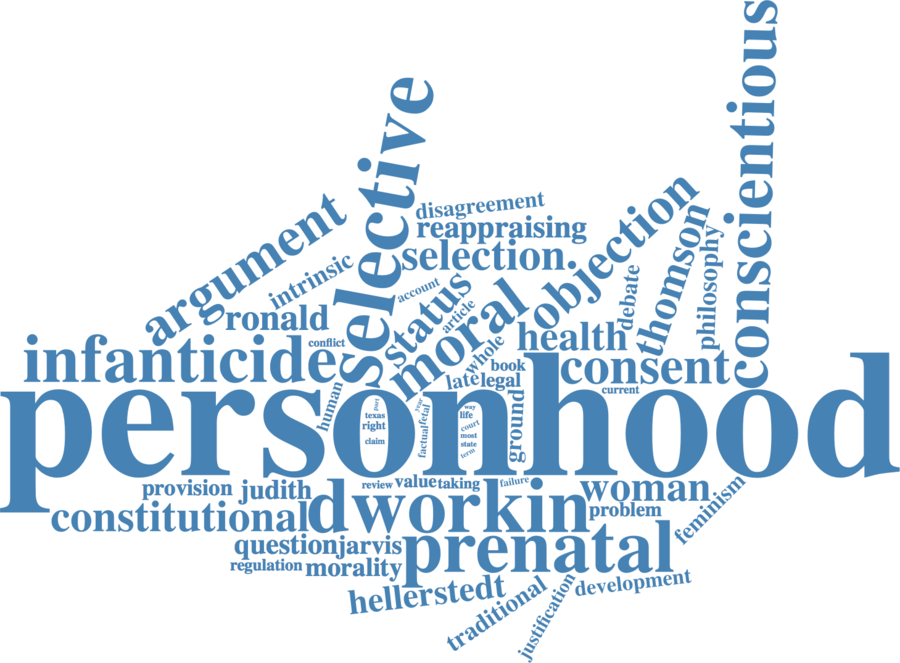 conscientious
selective
disagreement
reappraising
selection.
objection
argument
intrinsic
account
status
article
moral
debate
thomson
philosophy
ronald
infanticide
conflict
health
whole
book
late
legal
consent
current
personhood
human
part
texas
right
claim
year
fetal
factual
way
life
court
most
state
term
ground
provision
judith
review
value
taking
failure
woman
constitutional
dworkin
problem
feminism
question
jarvis
prenatal
regulation
morality
hellerstedt
traditional
justification
development